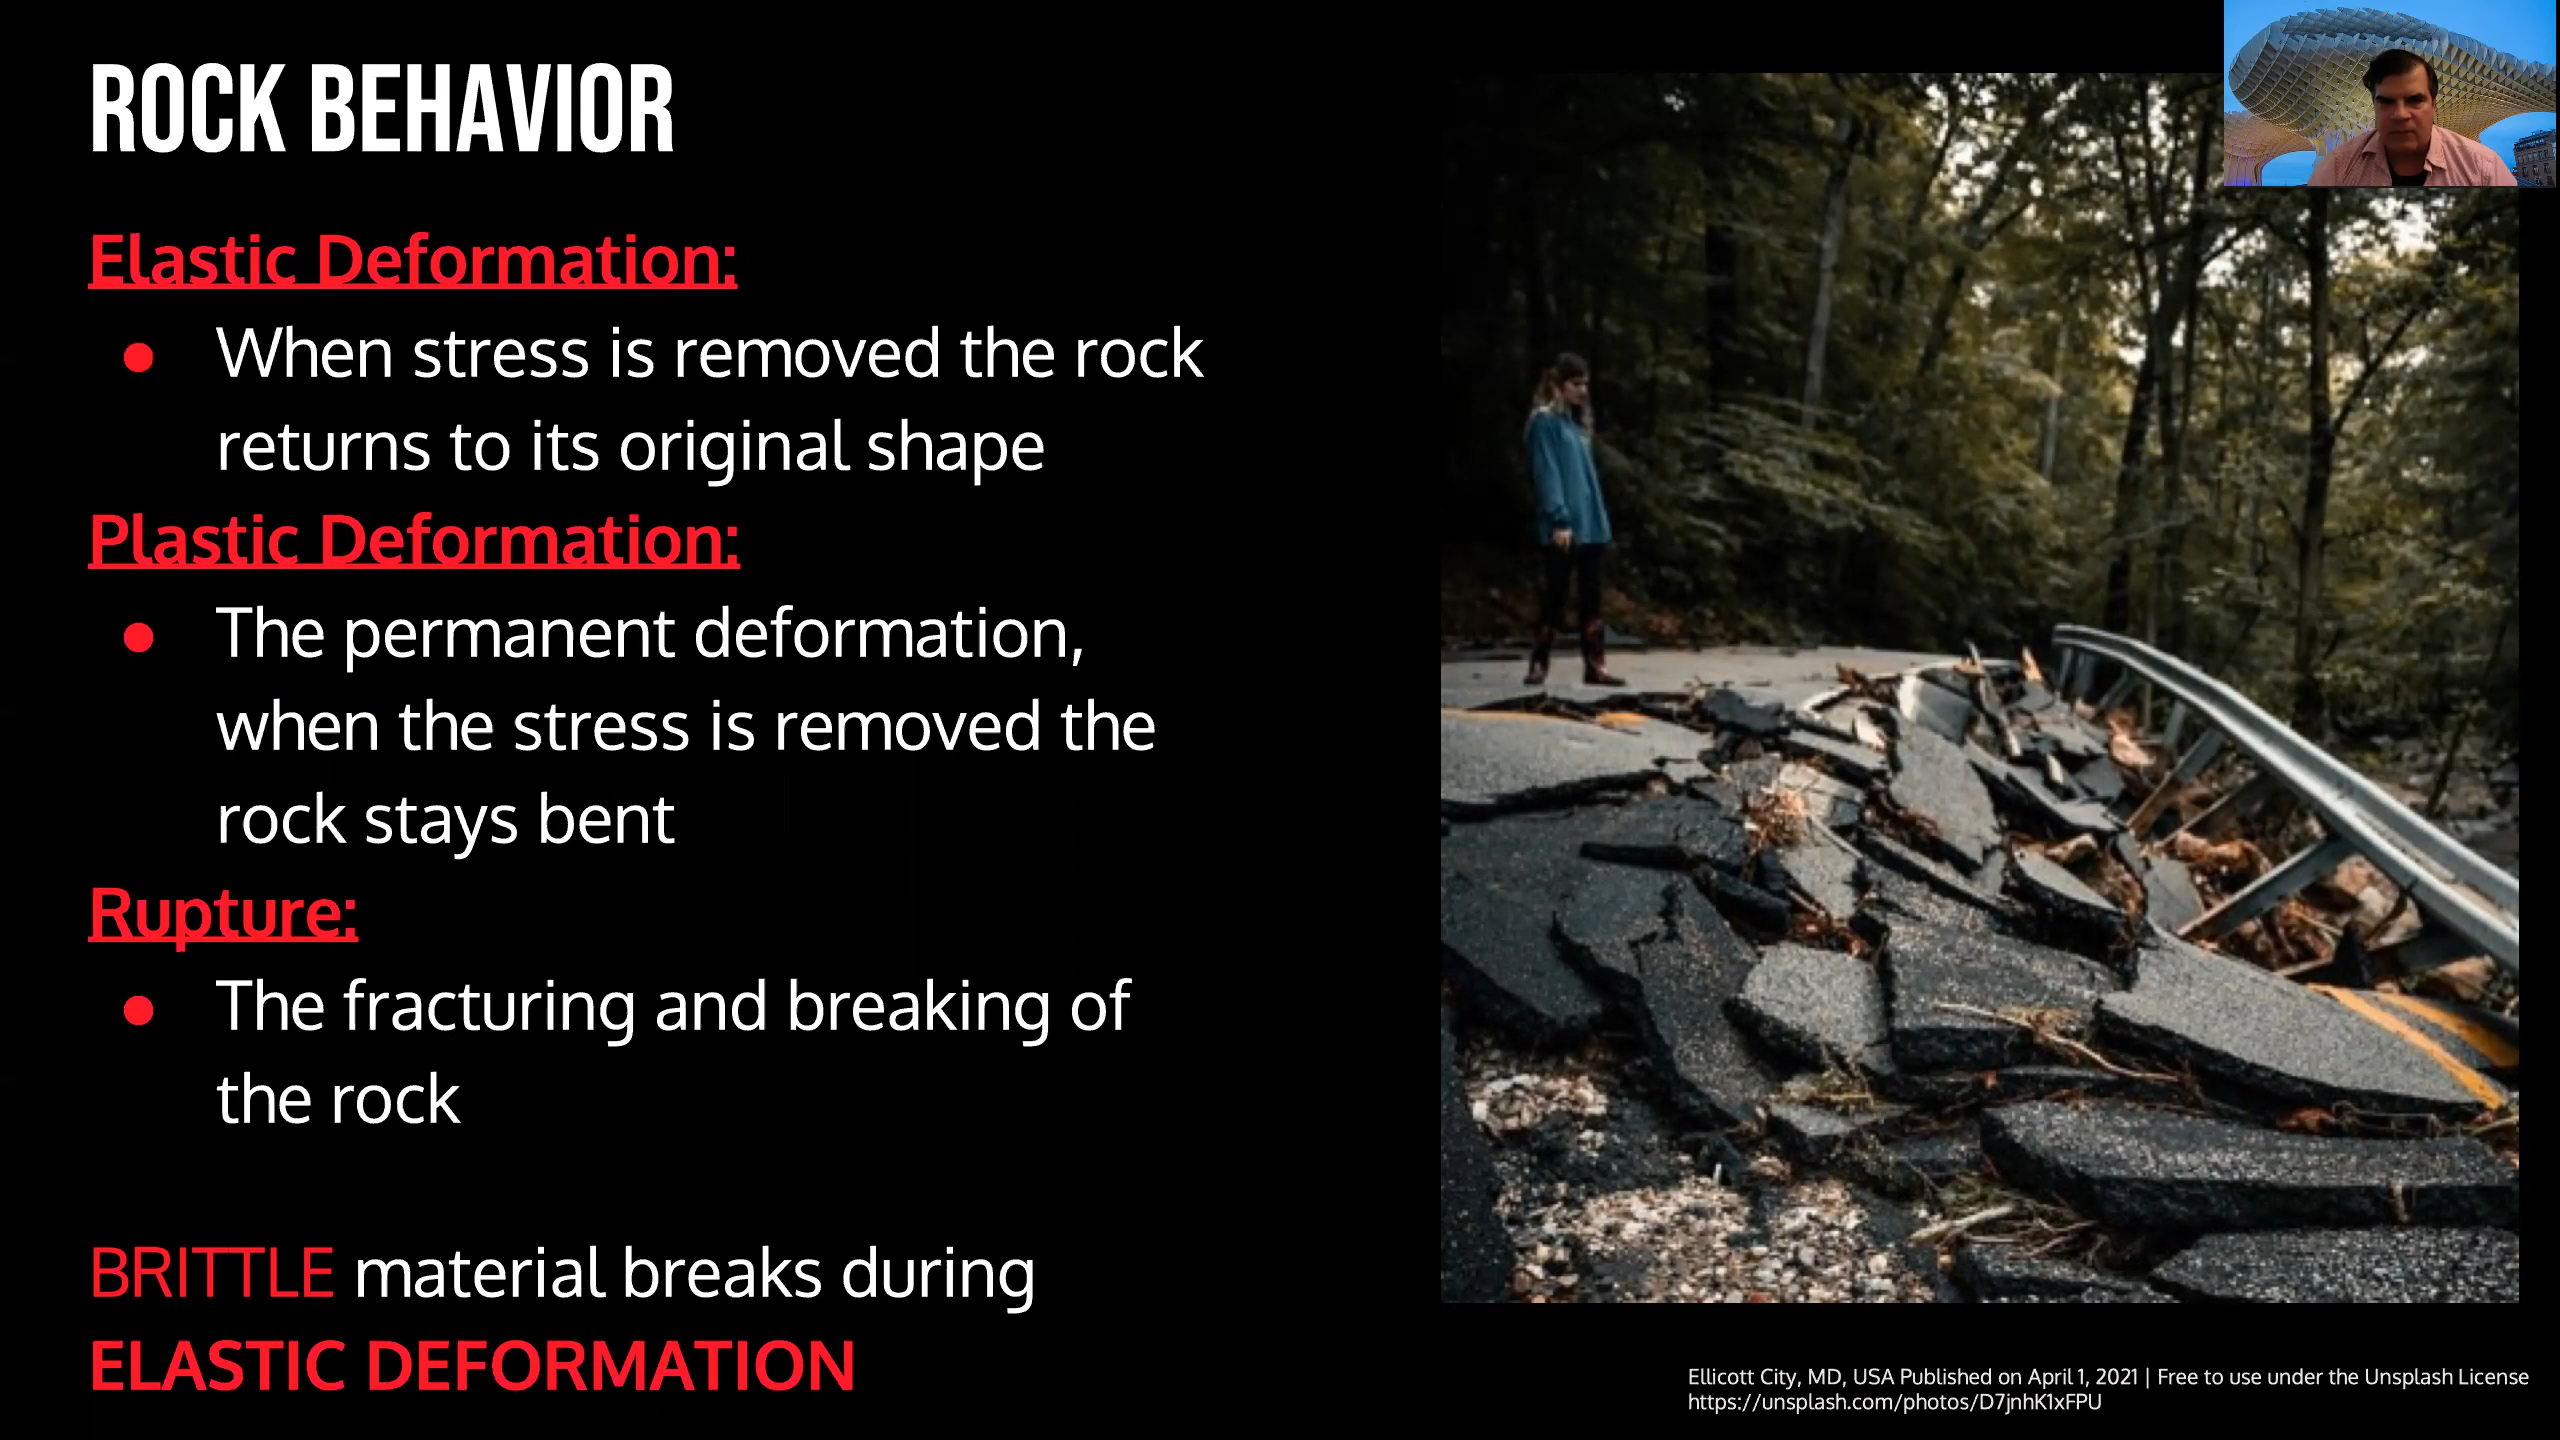 ROCK BEHAVIOR
Elastic Deformation:
● When stress is removed the rock
returns to its original shape
Plastic Deformation:
● The permanent deformation,
when the stress is removed the
rock stays bent
Rupture:
● The fracturing and breaking of
the rock
BRITTLE material breaks during
ELASTIC DEFORMATION
Ellicott City, MD, USA Published on April 1, 2021 | Free to use under the Unsplash License
https://unsplash.com/photos/D7jnhK1xFPU